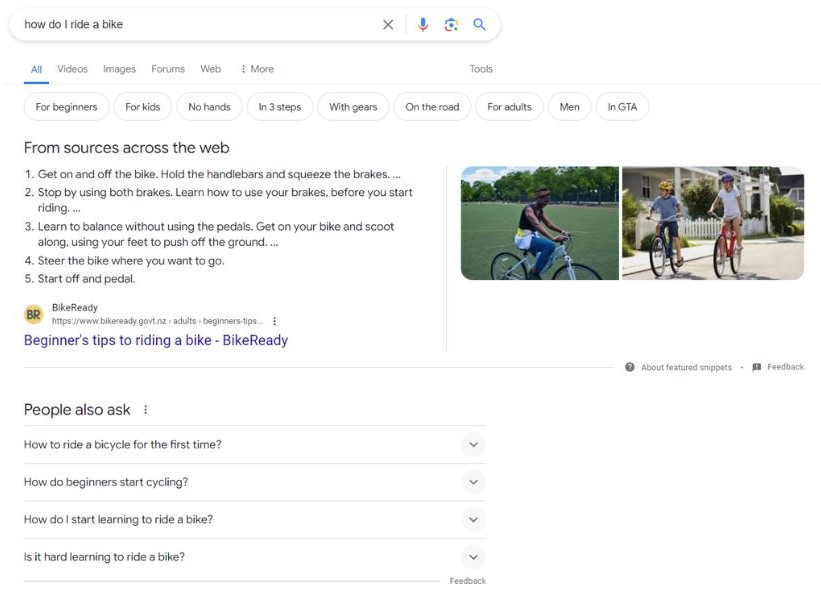 how do I ride a bike
All Videos Images Forums Web More Tools
For beginners For kids No hands In 3 steps With gears On the road For adults Men In GTA
From sources across the web
1. Get on and off the bike. Hold the handlebars and squeeze the brakes. ...
2. Stop by using both brakes. Learn how to use your brakes, before you start
riding. ...
3. Learn to balance without using the pedals. Get on your bike and scoot
along, using your feet to push off the ground. ...
4. Steer the bike where you want to go.
5. Start off and pedal.
BR
BikeReady
https://www.bikeready.govt.nz › adults › beginners-tips...
Beginner's tips to riding a bike - BikeReady
About featured snippets • Feedback
People also ask
How to ride a bicycle for the first time?
How do beginners start cycling?
How do I start learning to ride a bike?
Is it hard learning to ride a bike?
Feedback